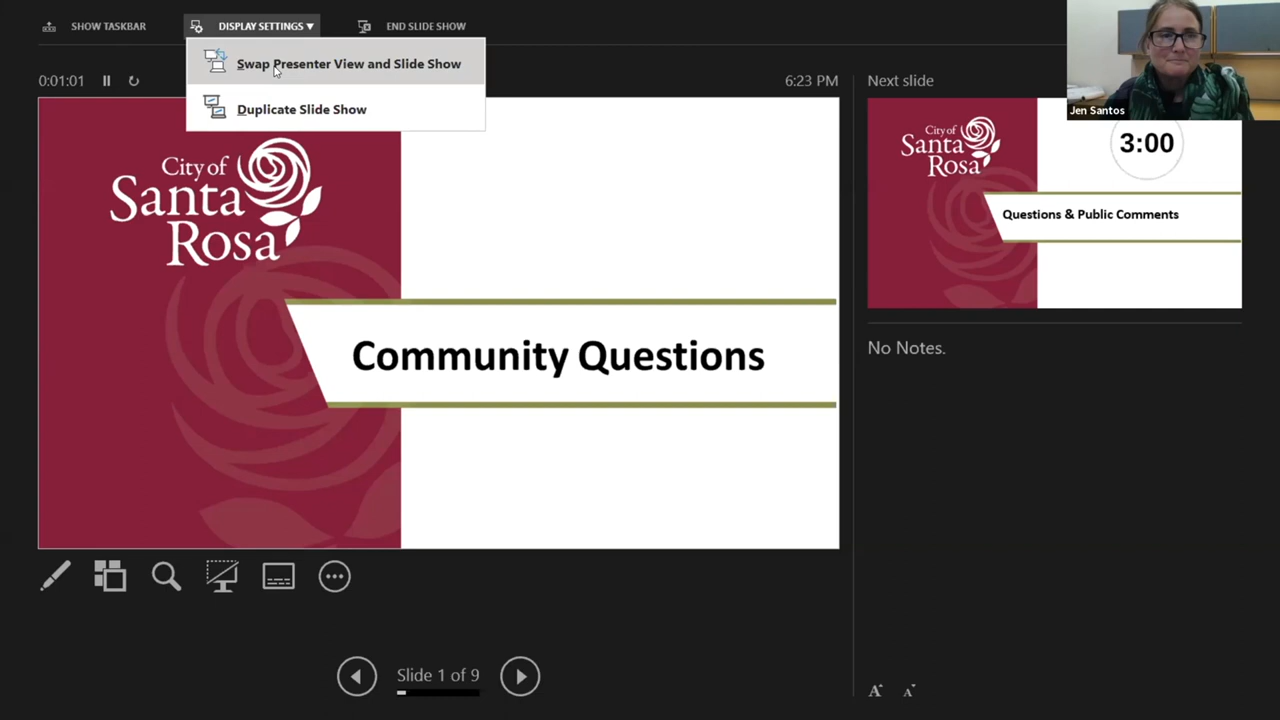 SHOW TASKBAR
DISPLAY SETTINGS ▼
END SLIDE SHOW
Swap Presenter View and Slide Show
Duplicate Slide Show
0:01:01
6:23 PM
Next slide
Jen Santos
City of
Santa
Rosa
Community Questions
City of
Santa
Rosa
3:00
Questions & Public Comments
No Notes.
Slide 1 of 9
A
A